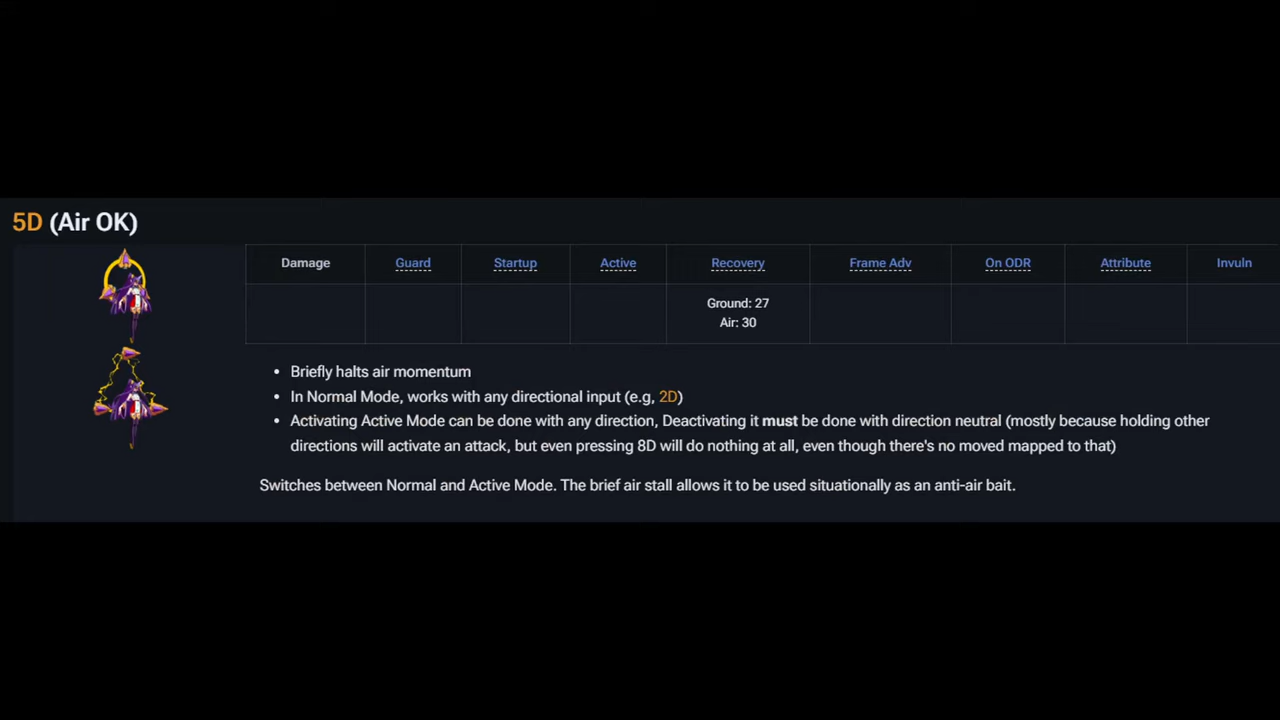 5D (Air OK)
Damage Guard Startup Active Recovery Frame Adv On ODR Attribute Invuln
Ground: 27
Air: 30
• Briefly halts air momentum
• In Normal Mode, works with any directional input (e.g, 2D)
• Activating Active Mode can be done with any direction, Deactivating it must be done with direction neutral (mostly because holding other
directions will activate an attack, but even pressing 8D will do nothing at all, even though there's no moved mapped to that)
Switches between Normal and Active Mode. The brief air stall allows it to be used situationally as an anti-air bait.